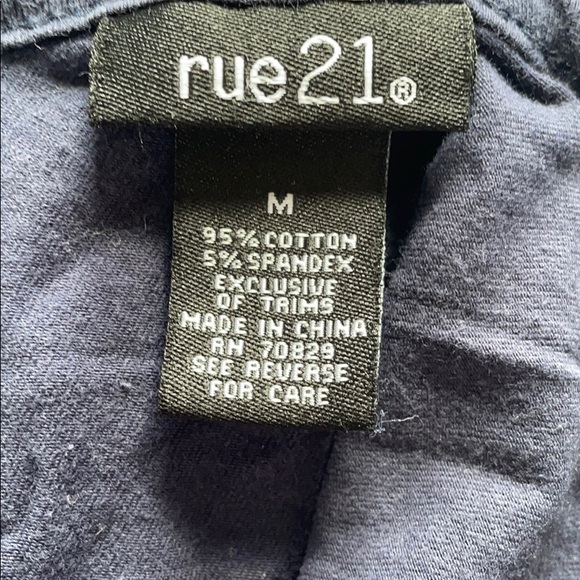 rue21®
M
95% COTTON
5% SPANDEX
EXCLUSIVE
OF TRIMS
MADE IN CHINA
RN 70829
SEE REVERSE
FOR CARE